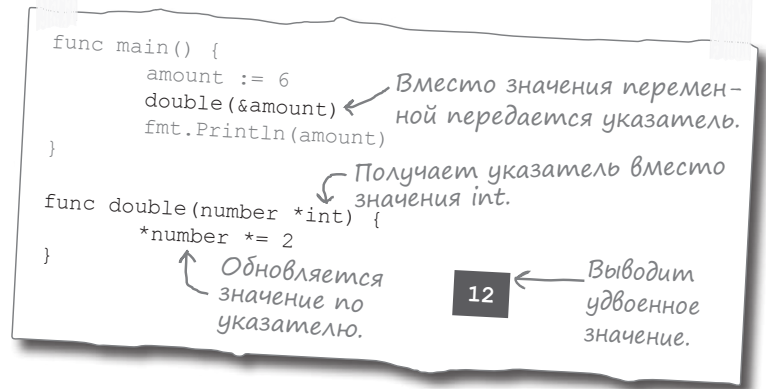 func main() {
amount := 6
double(&amount)
fmt.Println(amount)
}
Вместо значения перемен-
ной передается указатель.
Получает указатель вместо
значения int.
func double(number *int) {
*number *= 2
}
Обновляется
значение по
указателю.
12
Выводит
удвоенное
значение.